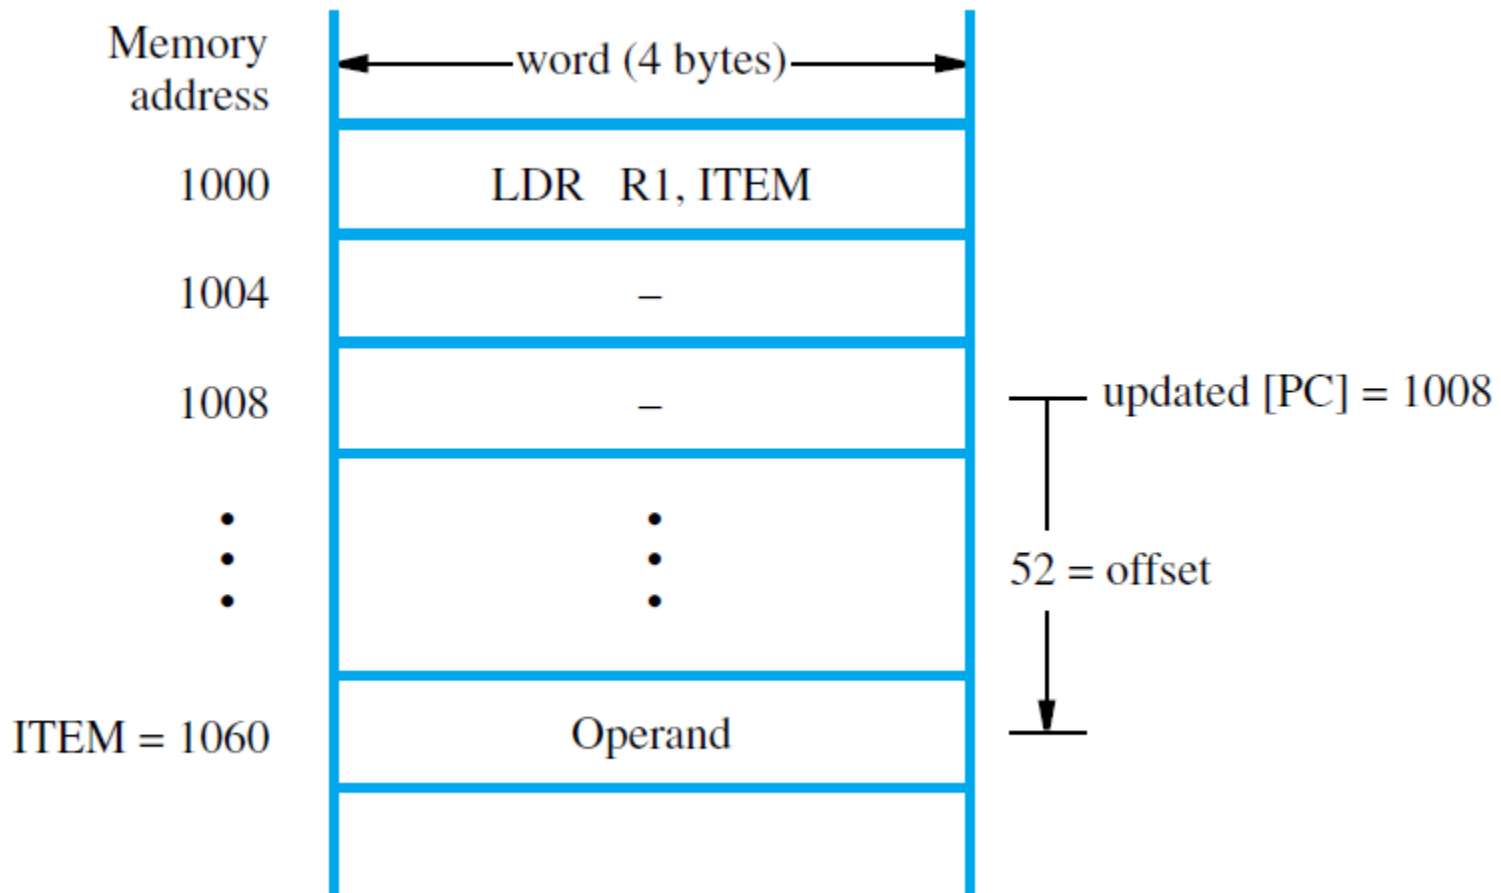 Memory
address
word (4 bytes)
1000
LDR R1, ITEM
1004
–
1008
–
updated [PC] = 1008
52 = offset
ITEM = 1060
Operand